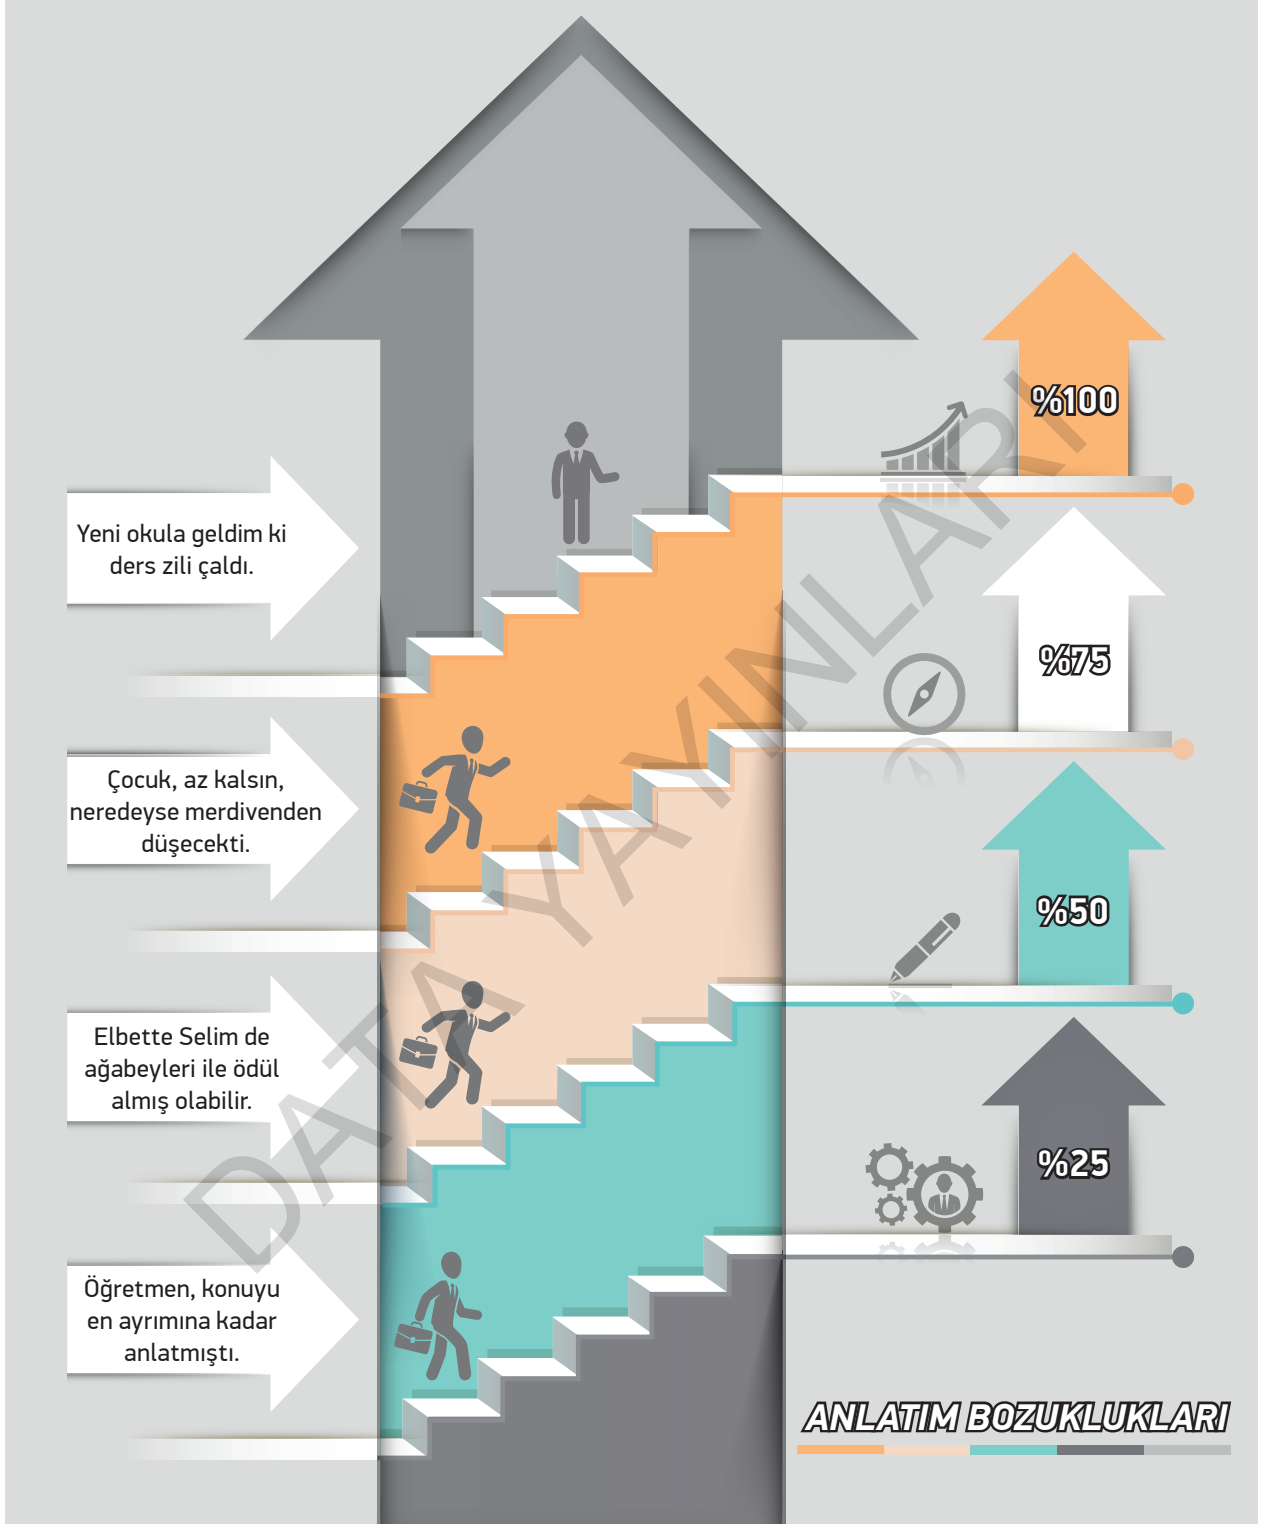 %100
Yeni okula geldim ki
ders zili çaldı.
%75
Çocuk, az kalsın,
neredeyse merdivenden
düşecekti.
%50
Elbette Selim de
ağabeyleri ile ödül
almış olabilir.
%25
Öğretmen, konuyu
en ayrımına kadar
anlatmıştı.
ANLATIM BOZUKLUKLARI
DATA YAYINLARI